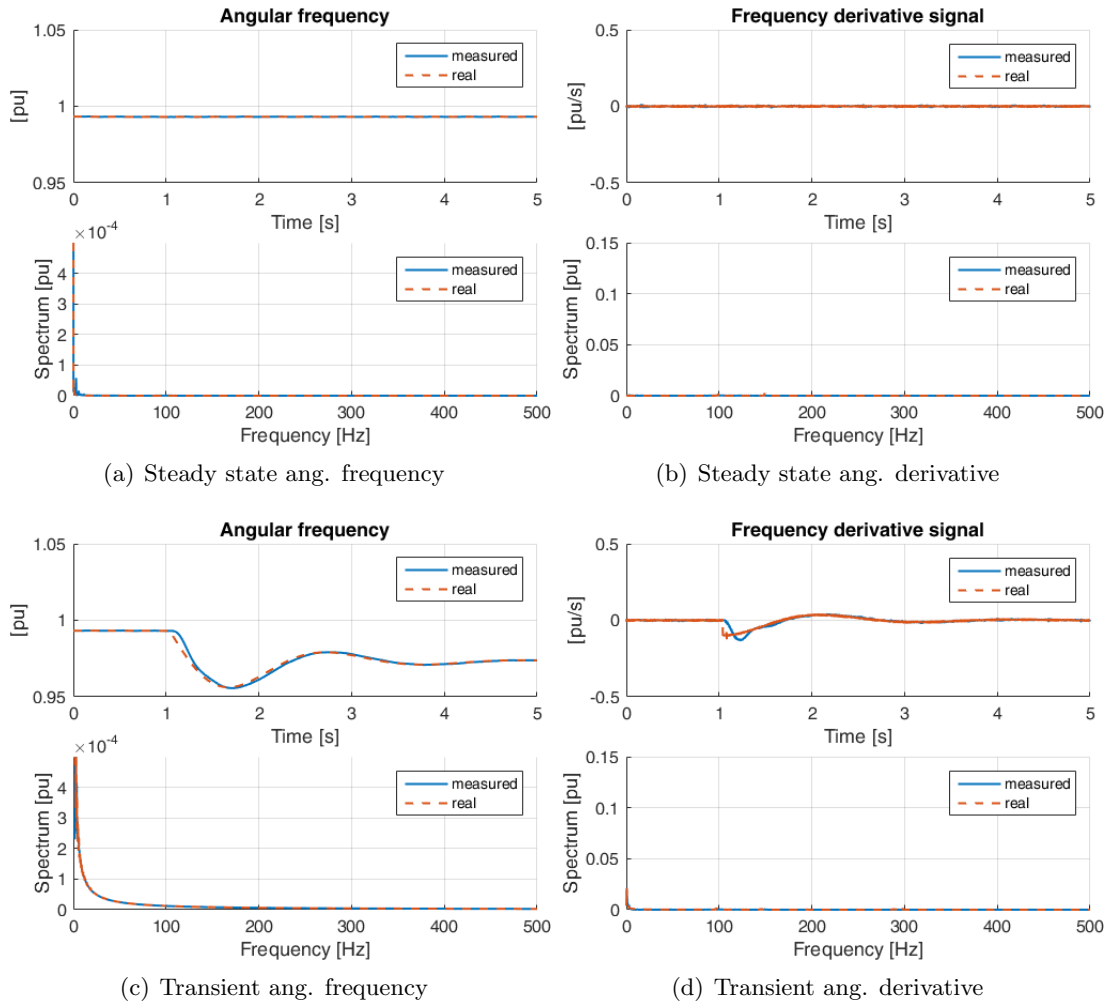 Angular frequency
1.05
1
0.95
[pu]
measured
real
0 1 2 3 4 5
Time [s]
×10⁻⁴
4
3
2
1
0
Spectrum [pu]
measured
real
0 100 200 300 400 500
Frequency [Hz]
(a) Steady state ang. frequency
Frequency derivative signal
0.5
0
-0.5
[pu/s]
measured
real
0 1 2 3 4 5
Time [s]
0.15
0.1
0.05
0
Spectrum [pu]
measured
real
0 100 200 300 400 500
Frequency [Hz]
(b) Steady state ang. derivative
Angular frequency
1.05
1
0.95
[pu]
measured
real
0 1 2 3 4 5
Time [s]
×10⁻⁴
4
3
2
1
0
Spectrum [pu]
measured
real
0 100 200 300 400 500
Frequency [Hz]
(c) Transient ang. frequency
Frequency derivative signal
0.5
0
-0.5
[pu/s]
measured
real
0 1 2 3 4 5
Time [s]
0.15
0.1
0.05
0
Spectrum [pu]
measured
real
0 100 200 300 400 500
Frequency [Hz]
(d) Transient ang. derivative